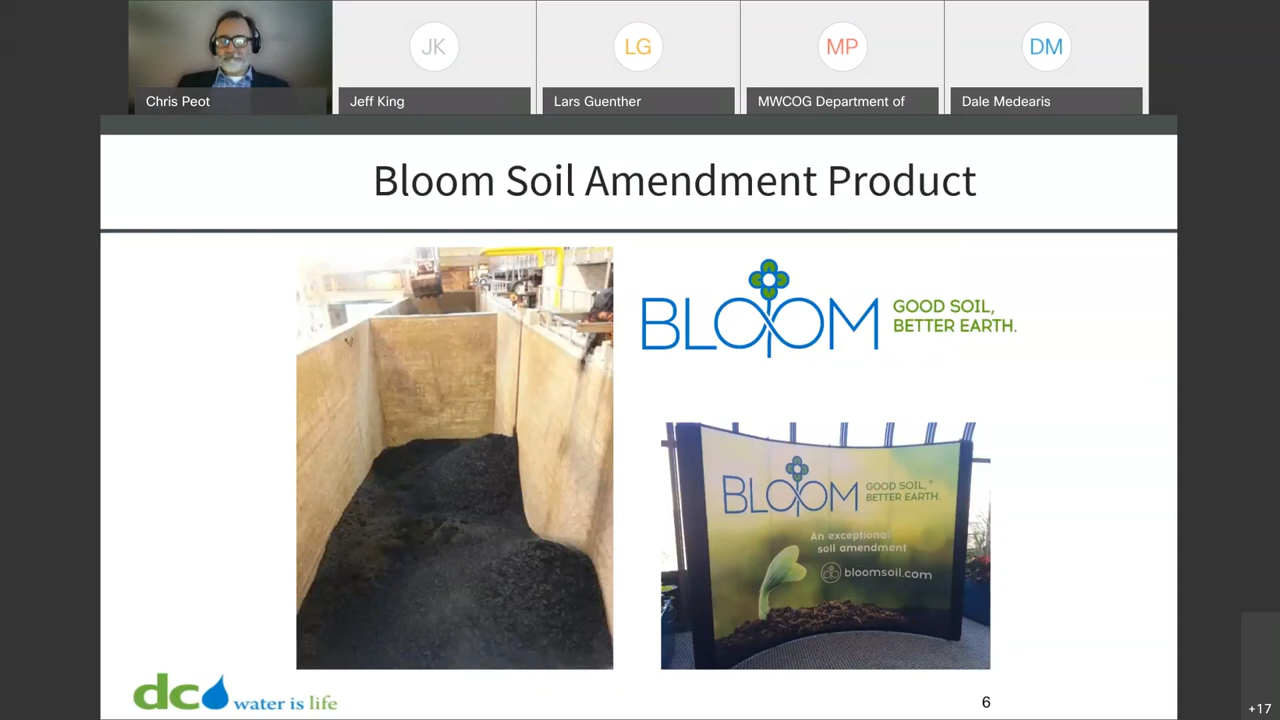 JK
LG
MP
DM
Chris Peot
Jeff King
Lars Guenther
MWCOG Department of
Dale Medearis
Bloom Soil Amendment Product
BLOOM
GOOD SOIL,
BETTER EARTH.
BLOOM
GOOD SOIL,®
BETTER EARTH.
An exceptional
soil amendment
bloomsoil.com
dc
water is life
6
+17